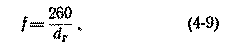 f = 260/d_r . (4-9)